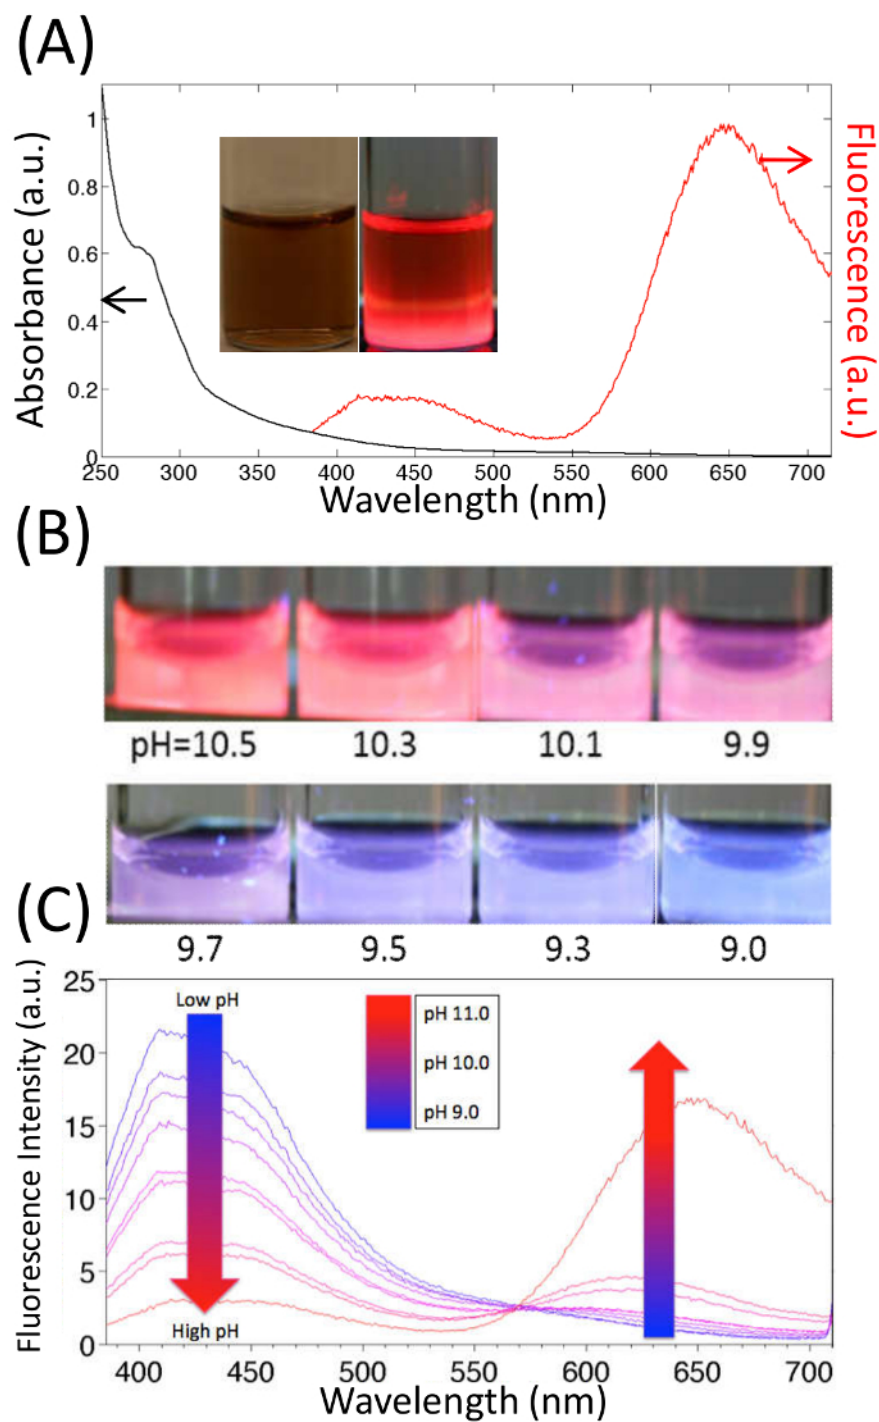 (A)
Absorbance (a.u.)
Fluorescence (a.u.)
1
0.8
0.6
0.4
0.2
0
250 300 350 400 450 500 550 600 650 700
Wavelength (nm)
(B)
pH=10.5 10.3 10.1 9.9
9.7 9.5 9.3 9.0
(C)
Fluorescence Intensity (a.u.)
25
20
15
10
5
0
Low pH
High pH
pH 11.0
pH 10.0
pH 9.0
400 450 500 550 600 650 700
Wavelength (nm)